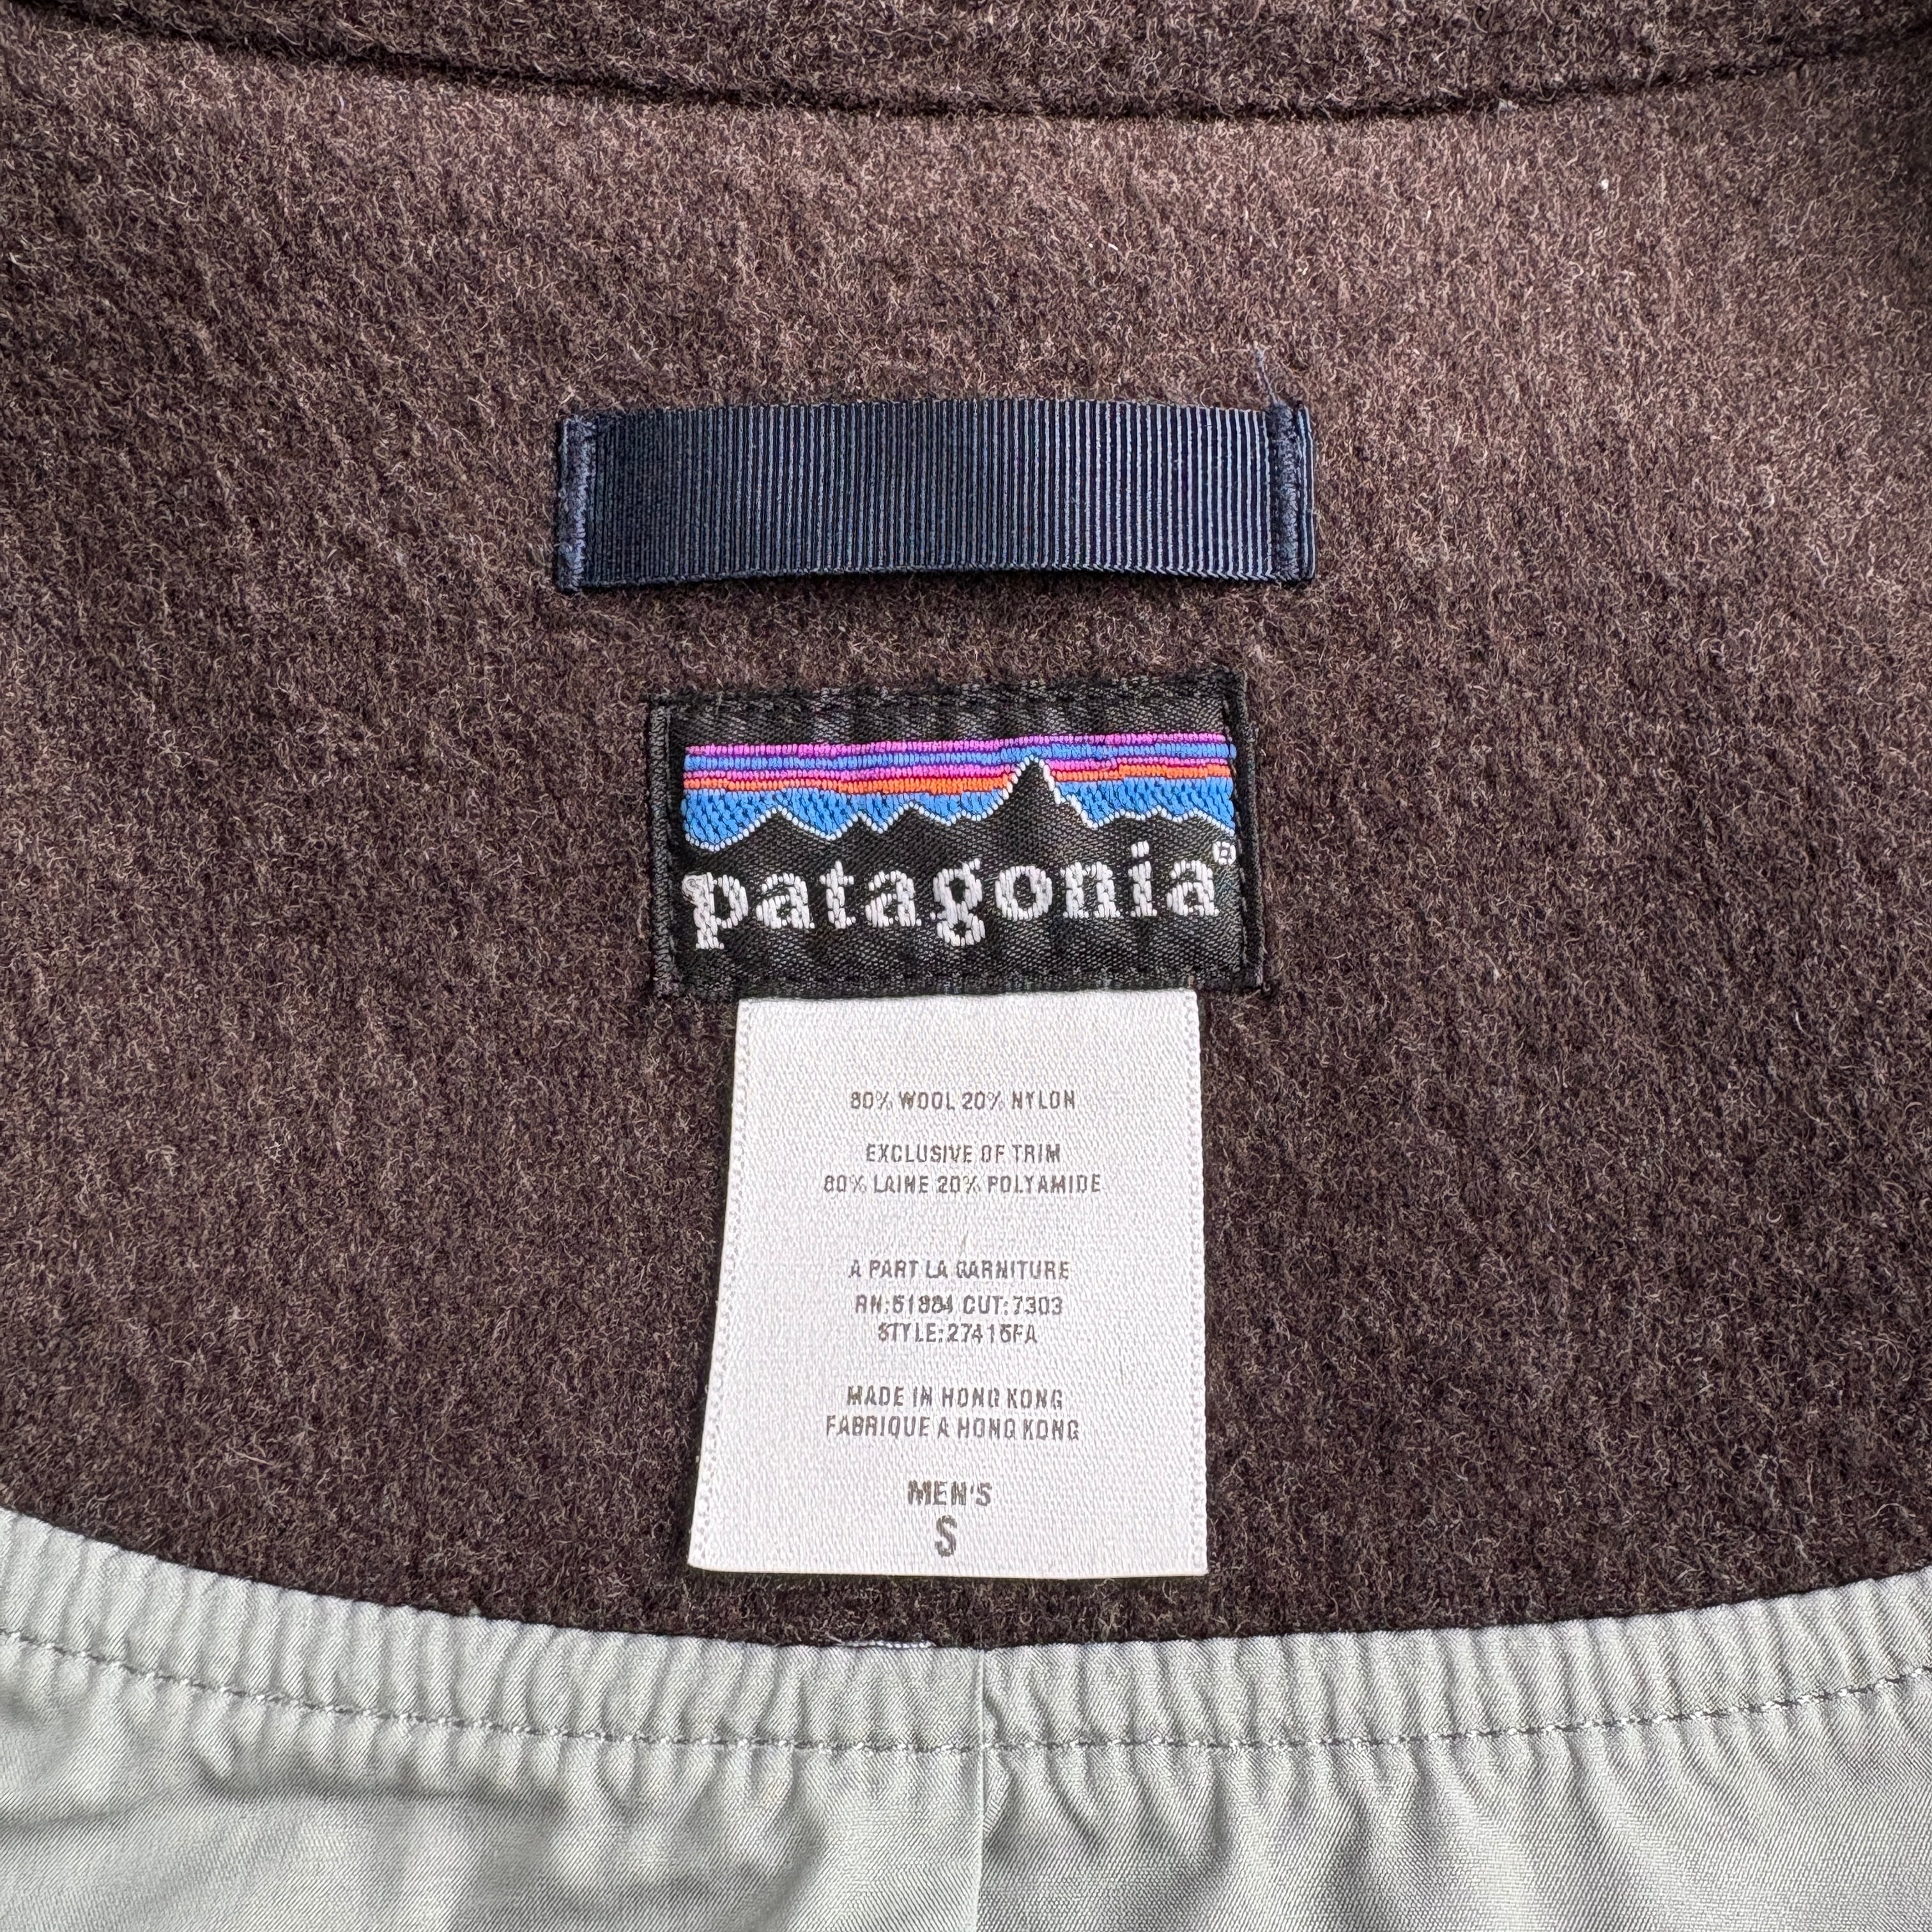 patagonia®
80% WOOL 20% NYLON
EXCLUSIVE OF TRIM
80% LAINE 20% POLYAMIDE
A PART LA GARNITURE
RN:51884 CUT:7303
STYLE:27415FA
MADE IN HONG KONG
FABRIQUE A HONG KONG
MEN'S
S